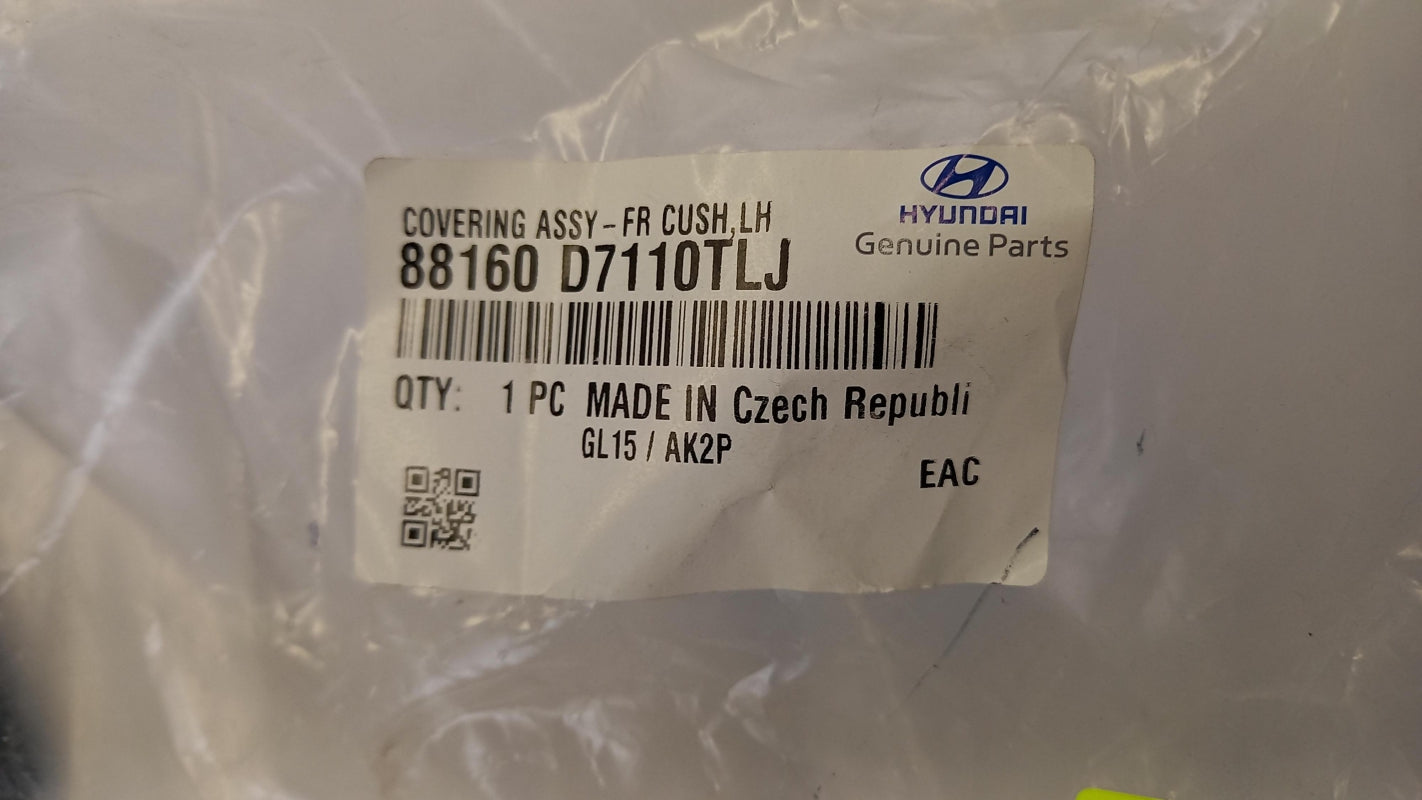 HYUNDAI
Genuine Parts
COVERING ASSY-FR CUSH,LH
88160 D7110TLJ
QTY: 1 PC MADE IN Czech Republi
GL15 / AK2P
EAC